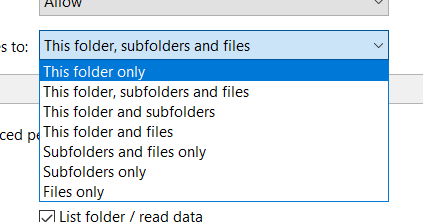 Allow
es to: This folder, subfolders and files
This folder only
This folder, subfolders and files
This folder and subfolders
This folder and files
Subfolders and files only
Subfolders only
Files only
ced pe
List folder / read data